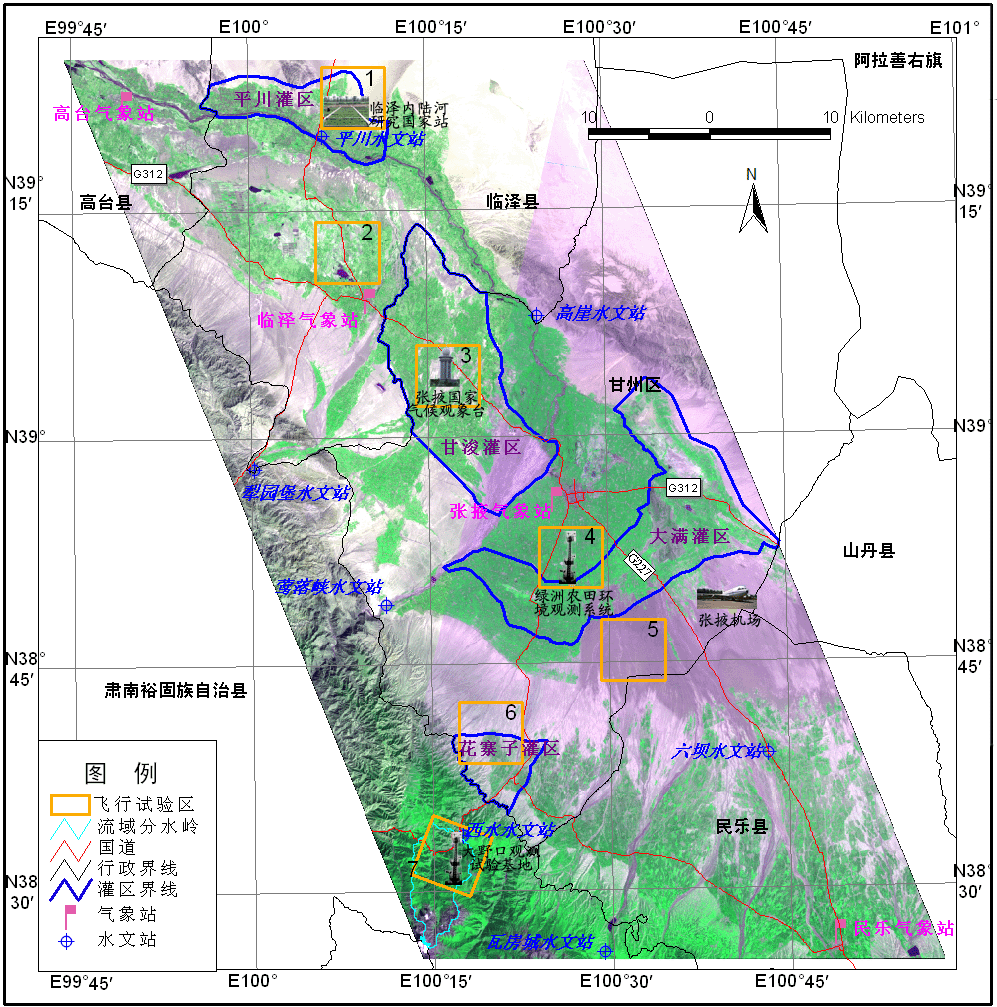 E99°45′
E100°
E100°15′
E100°30′
E100°45′
E101°
阿拉善右旗
1
平川灌区
临泽内陆河
研究国家站
高台气象站
平川水文站
10
0
10
Kilometers
G312
N
N39°
15′
N39°
15′
高台县
临泽县
2
临泽气象站
高崖水文站
3
张掖国家
气候观象台
甘州区
N39°
N39°
甘浚灌区
犁园堡水文站
G312
张掖气象站
大满灌区
4
山丹县
G227
莺落峡水文站
绿洲农田环
境观测系统
张掖机场
5
N38°
45′
N38°
45′
肃南裕固族自治县
6
花寨子灌区
六坝水文站
图 例
飞行试验区
流域分水岭
国道
行政界线
灌区界线
气象站
水文站
西水水文站
民乐县
7
大野口观测
试验基地
N38°
30′
N38°
30′
民乐气象站
瓦房城水文站
E99°45′
E100°
E100°15′
E100°30′
E100°45′